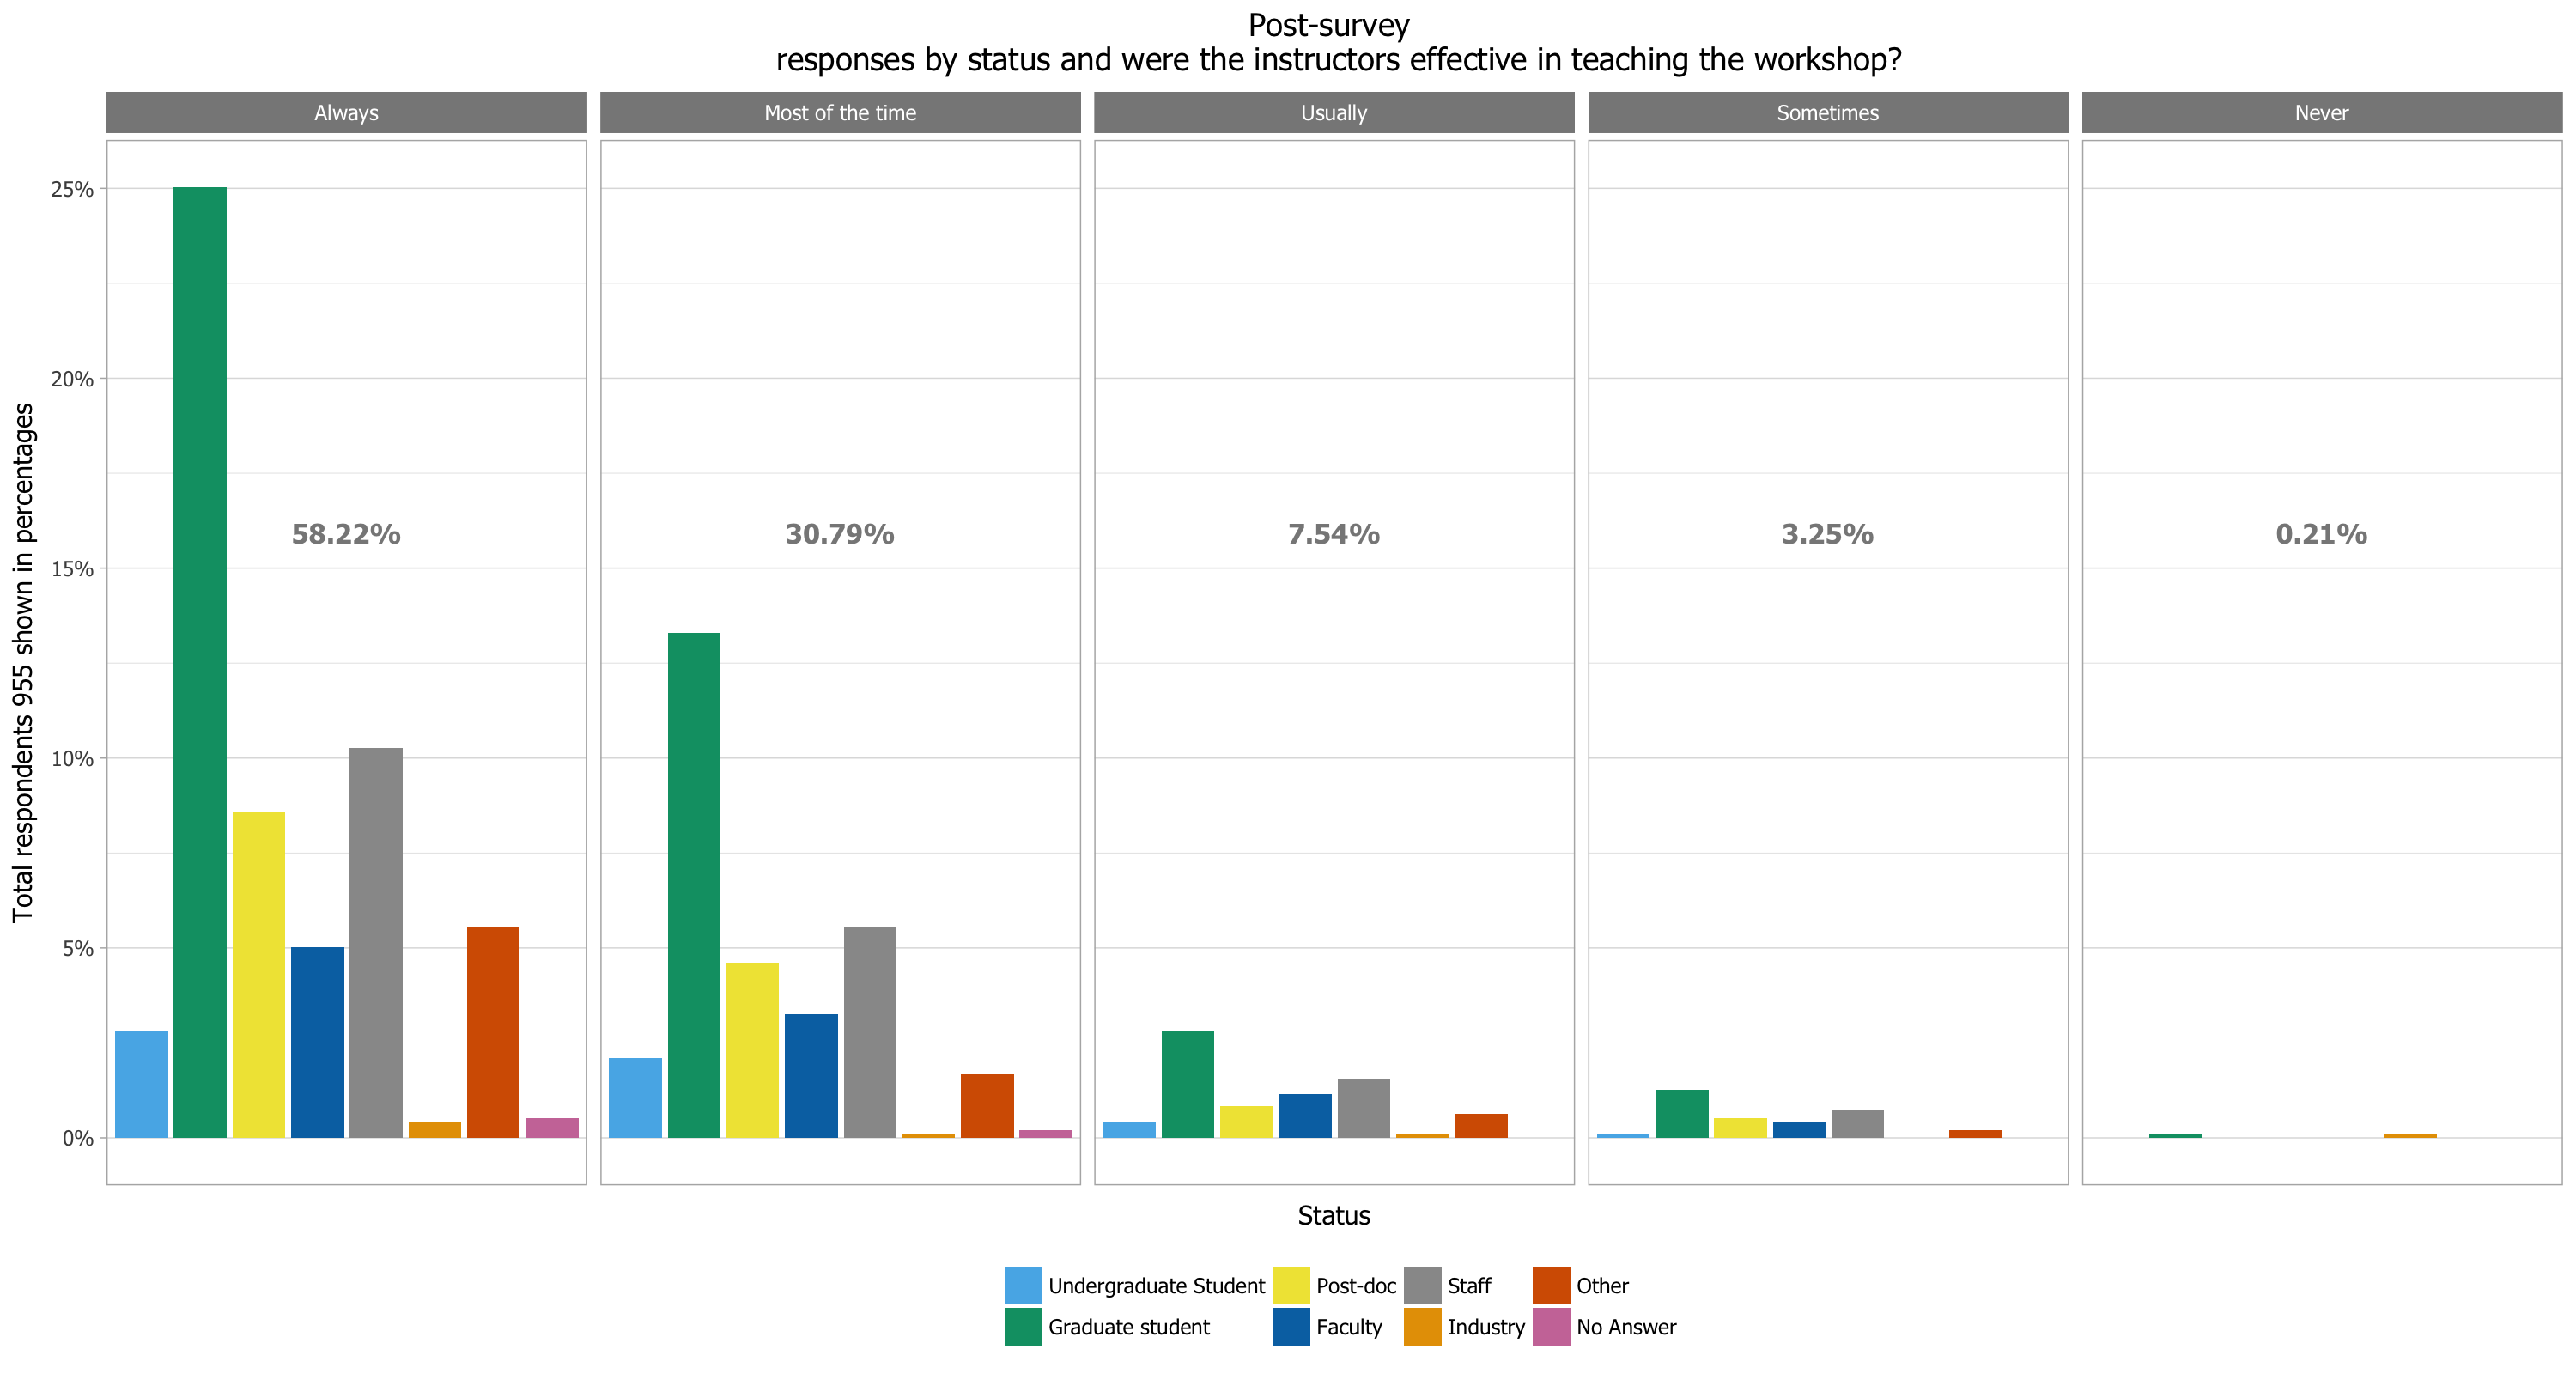 Post-survey
responses by status and were the instructors effective in teaching the workshop?
Always
Most of the time
Usually
Sometimes
Never
Total respondents 955 shown in percentages
25%
20%
15%
10%
5%
0%
58.22%
30.79%
7.54%
3.25%
0.21%
Status
Undergraduate Student
Post-doc
Staff
Other
Graduate student
Faculty
Industry
No Answer